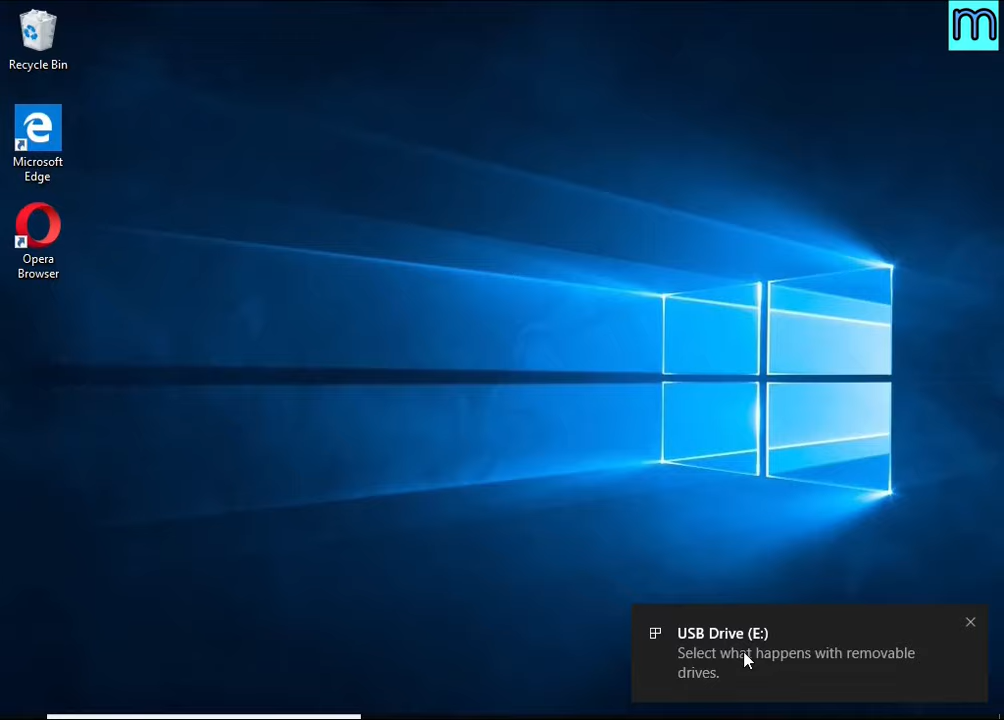 m
Recycle Bin
Microsoft
Edge
Opera
Browser
USB Drive (E:)
Select what happens with removable
drives.